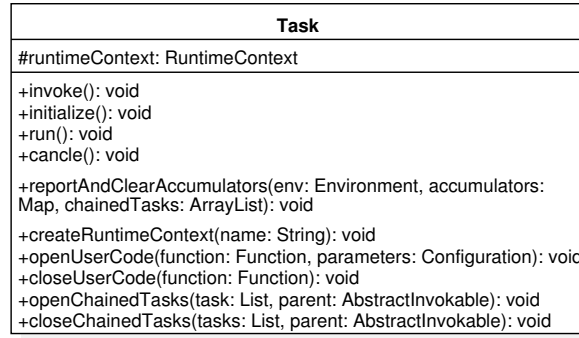 Task
#runtimeContext: RuntimeContext
+invoke(): void
+initialize(): void
+run(): void
+cancle(): void
+reportAndClearAccumulators(env: Environment, accumulators:
Map, chainedTasks: ArrayList): void
+createRuntimeContext(name: String): void
+openUserCode(function: Function, parameters: Configuration): void
+closeUserCode(function: Function): void
+openChainedTasks(task: List, parent: AbstractInvokable): void
+closeChainedTasks(tasks: List, parent: AbstractInvokable): void